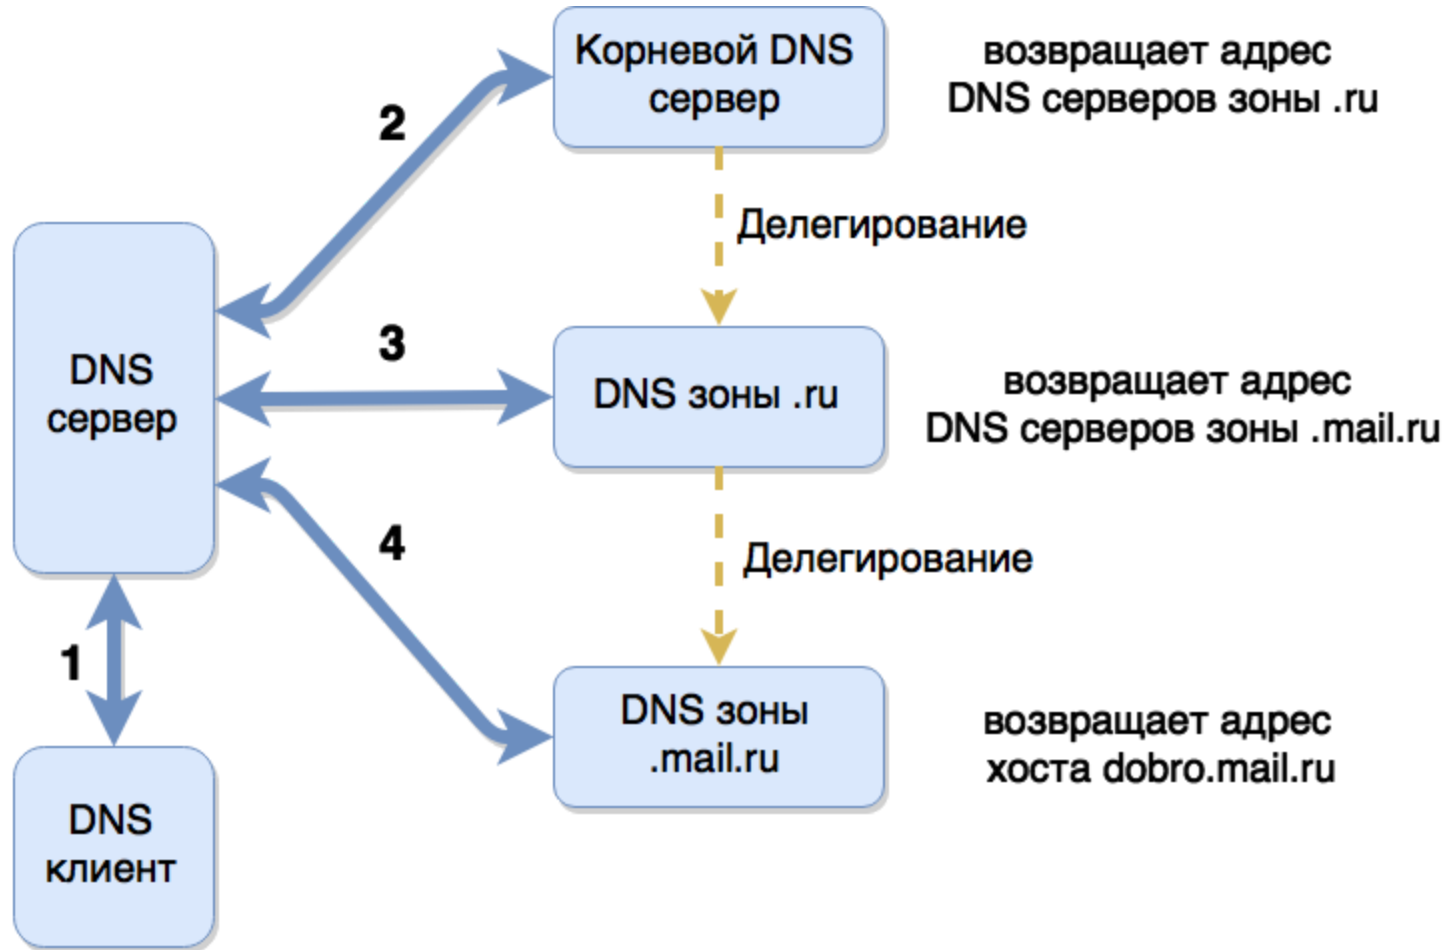 Корневой DNS
сервер
возвращает адрес
DNS серверов зоны .ru
2
Делегирование
DNS
сервер
3
DNS зоны .ru
возвращает адрес
DNS серверов зоны .mail.ru
4
Делегирование
1
DNS зоны
.mail.ru
возвращает адрес
хоста dobro.mail.ru
DNS
клиент